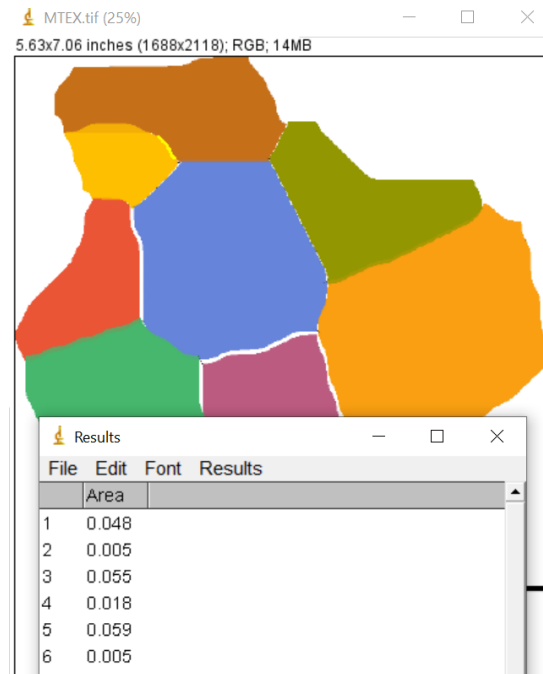 MTEX.tif (25%)
5.63x7.06 inches (1688x2118); RGB; 14MB
Results
File Edit Font Results
Area
1 0.048
2 0.005
3 0.055
4 0.018
5 0.059
6 0.005